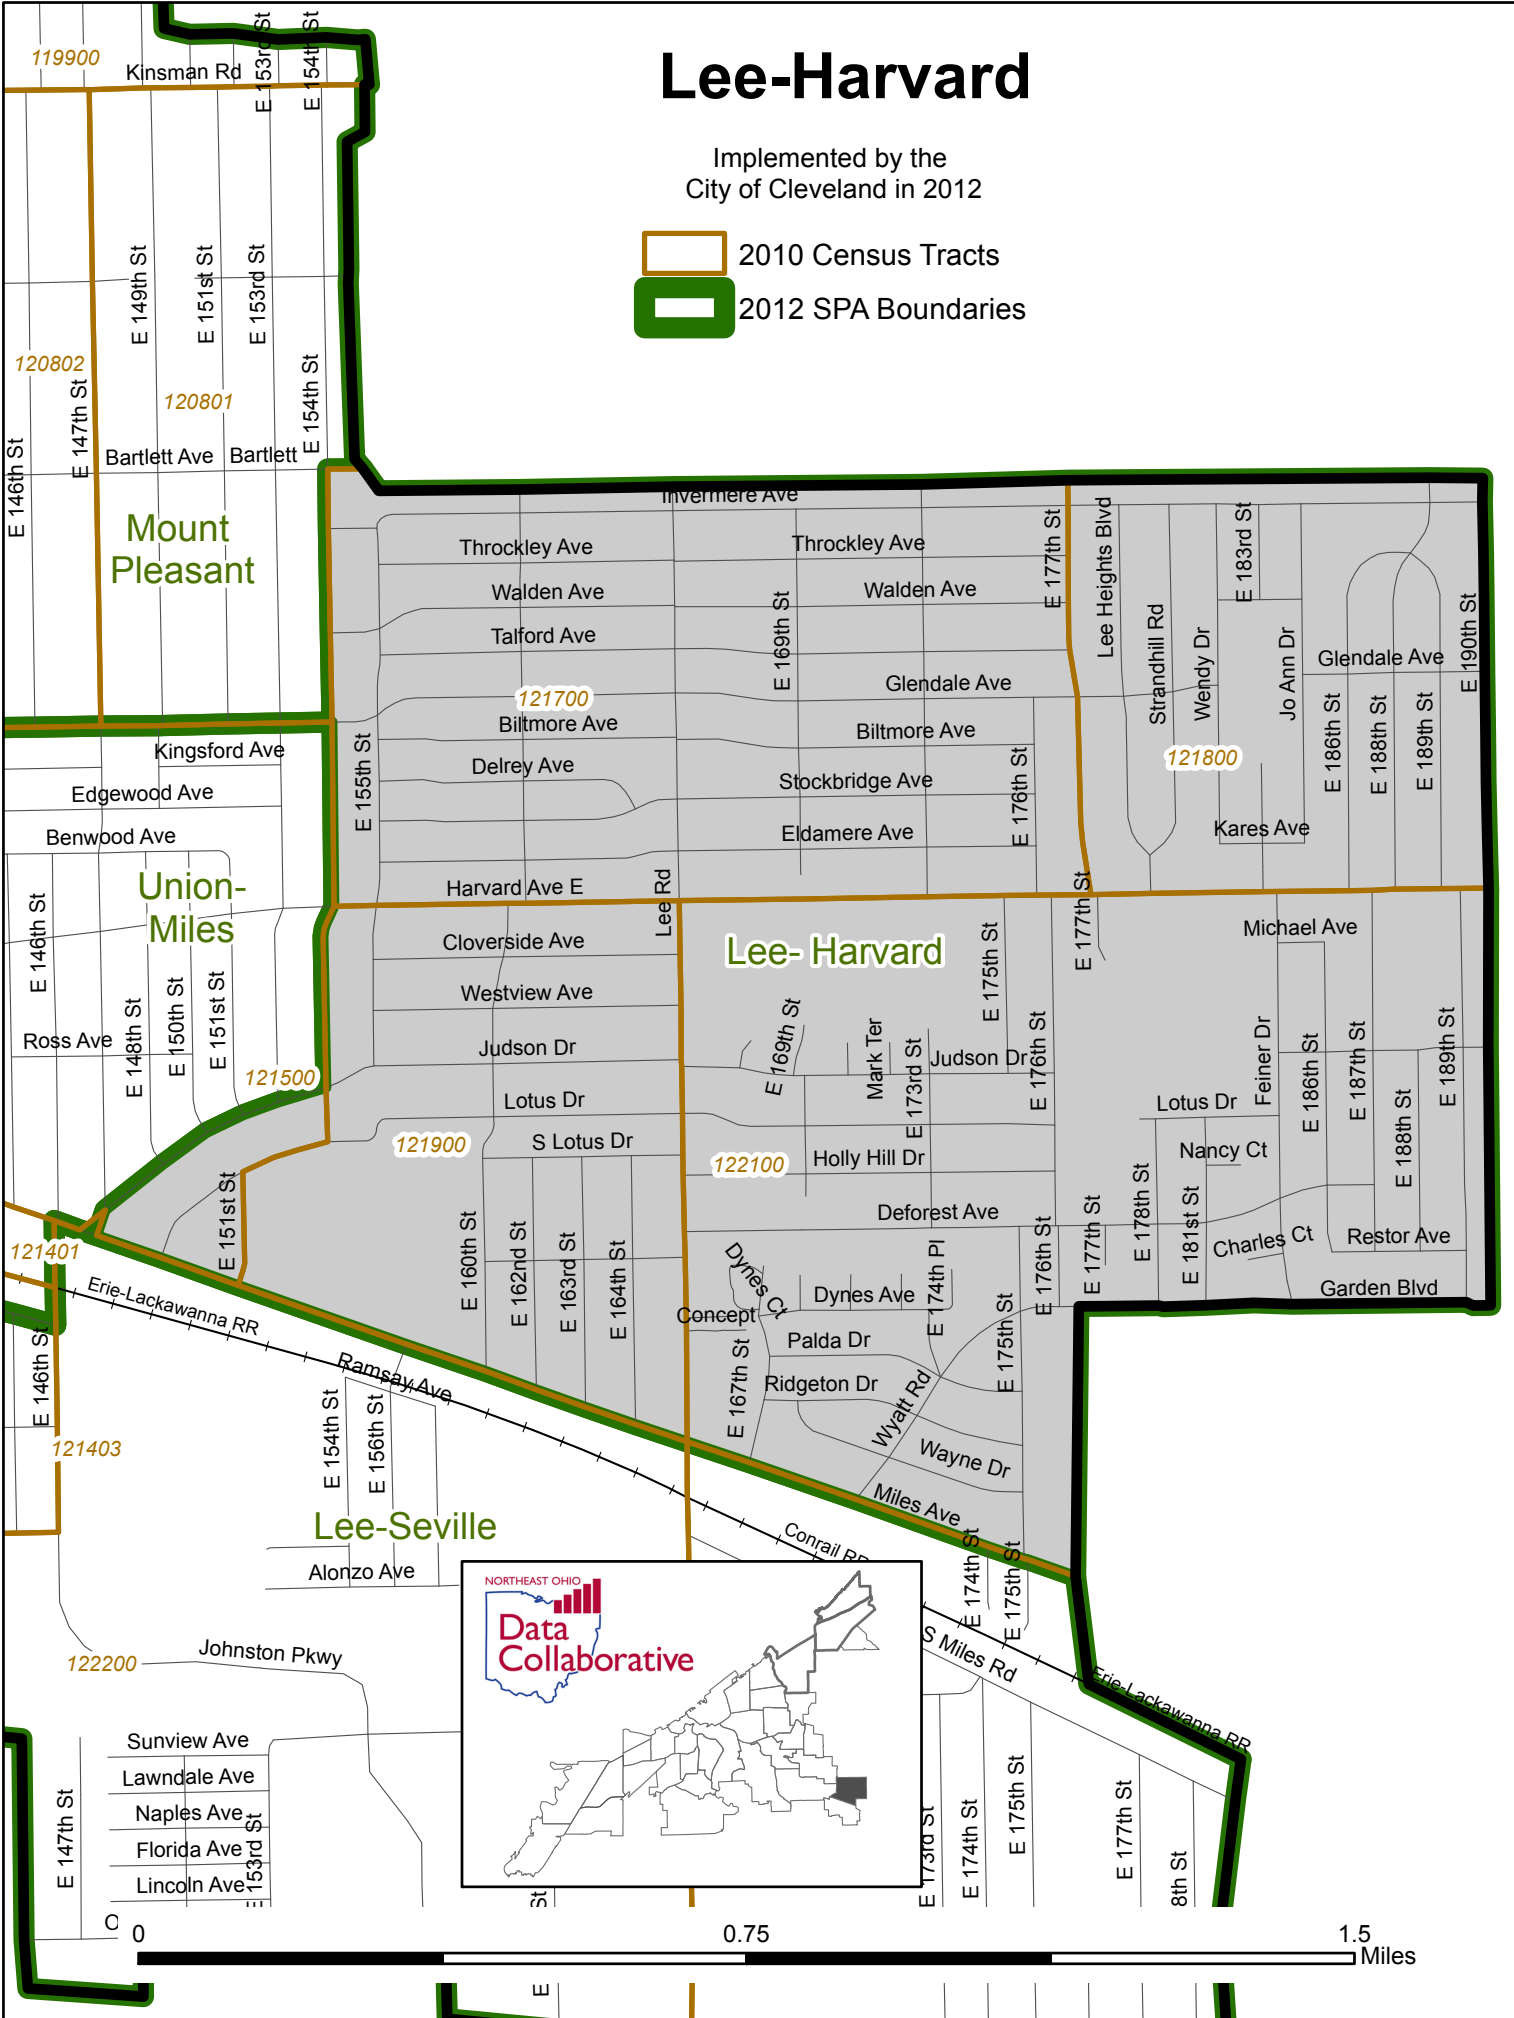 Lee-Harvard
Implemented by the
City of Cleveland in 2012
2010 Census Tracts
2012 SPA Boundaries
119900
Kinsman Rd
E 153rd St
E 154th St
E 149th St
E 151st St
E 153rd St
120802
120801
E 147th St
E 154th St
E 146th St
Bartlett Ave
Bartlett
Mount
Pleasant
Invermere Ave
Throckley Ave
Throckley Ave
Walden Ave
Walden Ave
Talford Ave
E 169th St
E 177th St
Lee Heights Blvd
E 183rd St
Strandhill Rd
Wendy Dr
Jo Ann Dr
Glendale Ave
E 190th St
121700
Glendale Ave
Biltmore Ave
Biltmore Ave
E 186th St
E 188th St
E 189th St
121800
Kingsford Ave
E 155th St
Delrey Ave
Stockbridge Ave
E 176th St
Edgewood Ave
Benwood Ave
Eldamere Ave
Kares Ave
Union-
Miles
Harvard Ave E
Lee Rd
E 177th St
E 146th St
Cloverside Ave
Lee- Harvard
E 175th St
Michael Ave
Westview Ave
E 148th St
E 150th St
E 151st St
Ross Ave
Judson Dr
E 169th St
Mark Ter
E 173rd St
Judson Dr
E 176th St
Feiner Dr
E 186th St
E 187th St
E 189th St
121500
Lotus Dr
Lotus Dr
121900
S Lotus Dr
122100
Holly Hill Dr
Nancy Ct
E 188th St
E 151st St
E 160th St
E 162nd St
E 163rd St
E 164th St
Deforest Ave
E 176th St
E 177th St
E 178th St
E 181st St
Charles Ct
Restor Ave
121401
Erie-Lackawanna RR
Dynes Ct
Dynes Ave
E 174th Pl
Garden Blvd
Concept
E 146th St
Palda Dr
E 175th St
Ramsay Ave
E 167th St
Ridgeton Dr
Wyatt Rd
E 154th St
E 156th St
121403
Wayne Dr
Miles Ave
Lee-Seville
Conrail RR
E 174th St
E 175th St
Alonzo Ave
NORTHEAST OHIO
Data
Collaborative
Johnston Pkwy
122200
S Miles Rd
Erie-Lackawanna RR
Sunview Ave
Lawndale Ave
Naples Ave
Florida Ave
Lincoln Ave
E 147th St
E 153rd St
E 173rd St
E 174th St
E 175th St
E 177th St
8th St
St
O
0
0.75
1.5
Miles
E